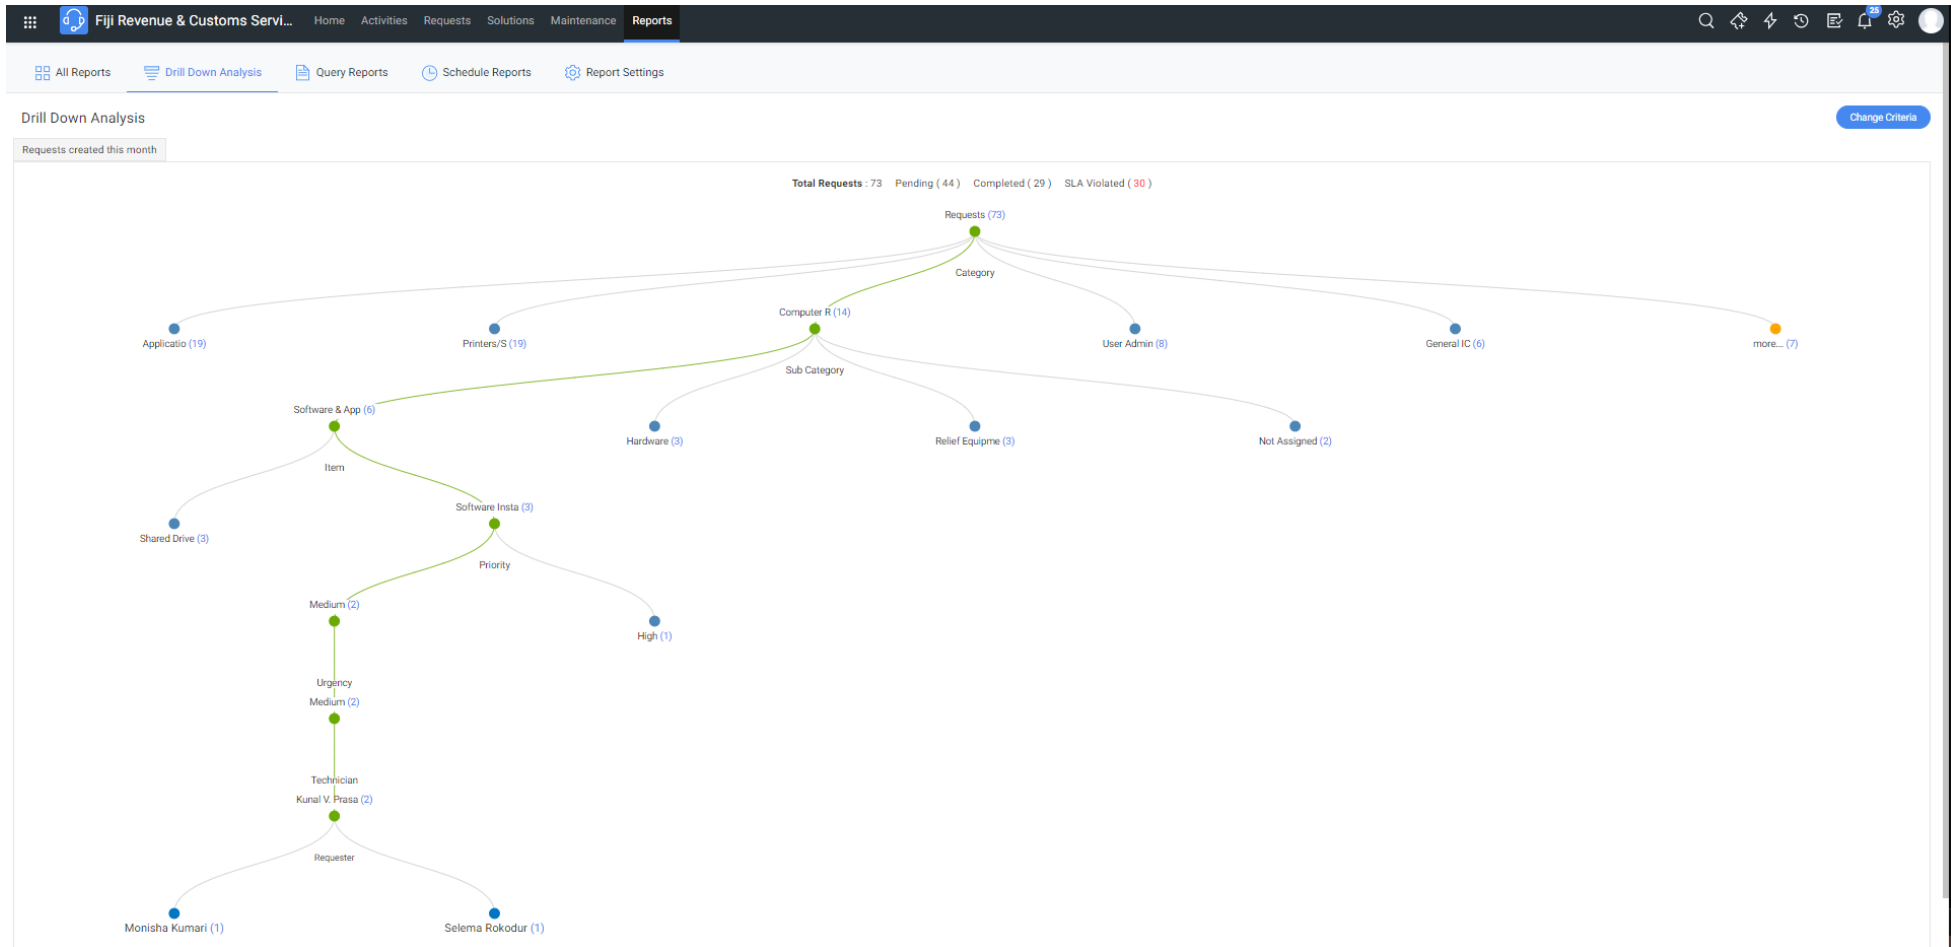 Fiji Revenue & Customs Servi... Home Activities Requests Solutions Maintenance Reports 25
All Reports Drill Down Analysis Query Reports Schedule Reports Report Settings
Drill Down Analysis Change Criteria
Requests created this month
Total Requests : 73 Pending ( 44 ) Completed ( 29 ) SLA Violated ( 30 )
Requests (73)
Category
Computer R (14)
Applicatio (19) Printers/S (19) User Admin (8) General IC (6) more... (7)
Sub Category
Software & App (6)
Hardware (3) Relief Equipme (3) Not Assigned (2)
Item
Software Insta (3)
Shared Drive (3)
Priority
Medium (2)
High (1)
Urgency
Medium (2)
Technician
Kunal V. Prasa (2)
Requester
Monisha Kumari (1) Selema Rokodur (1)